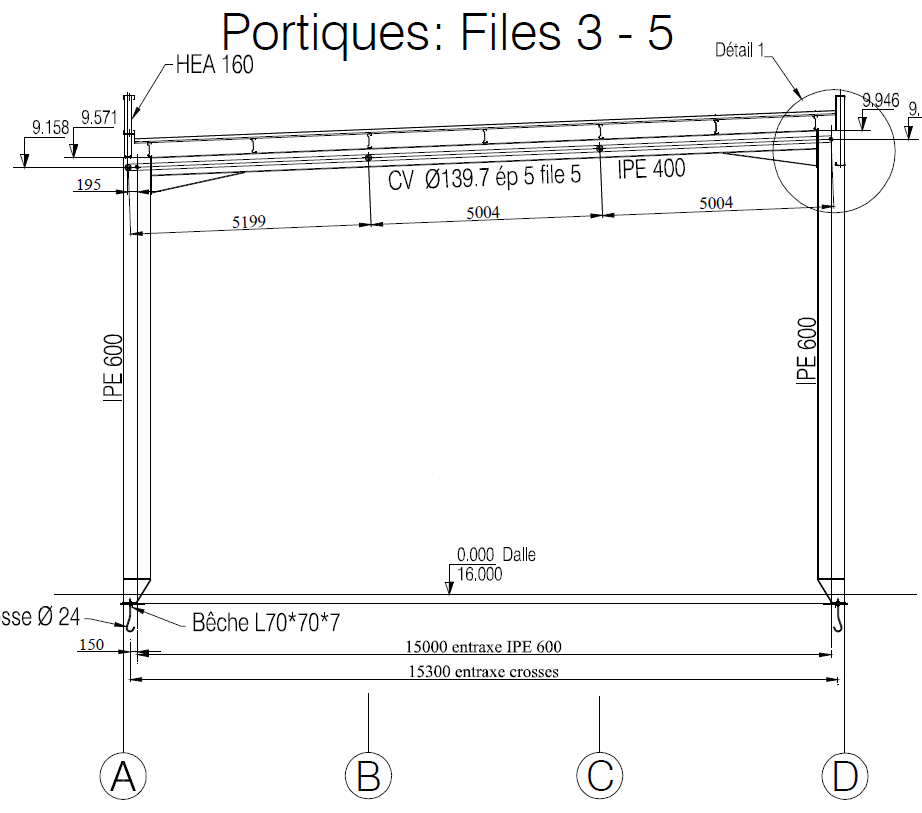 Portiques: Files 3 - 5
Détail 1
HEA 160
9.158
9.571
9.946
9.
195
CV Ø139.7 ép 5 file 5
IPE 400
5199
5004
5004
IPE 600
IPE 600
0.000 Dalle
16.000
osse Ø 24
Bêche L70*70*7
150
15000 entraxe IPE 600
15300 entraxe crosses
A
B
C
D